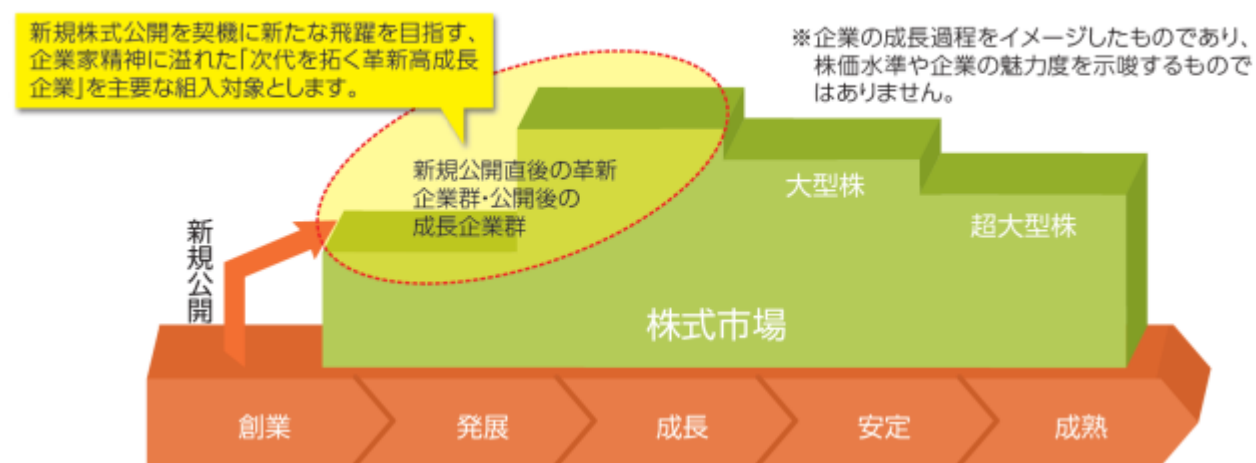 新規株式公開を契機に新たな飛躍を目指す、
企業家精神に溢れた「次代を拓く革新高成長
企業」を主要な組入対象とします。
※企業の成長過程をイメージしたものであり、
株価水準や企業の魅力度を示唆するもので
はありません。
新規公開直後の革新
企業群・公開後の
成長企業群
大型株
超大型株
新規公開
株式市場
創業
発展
成長
安定
成熟